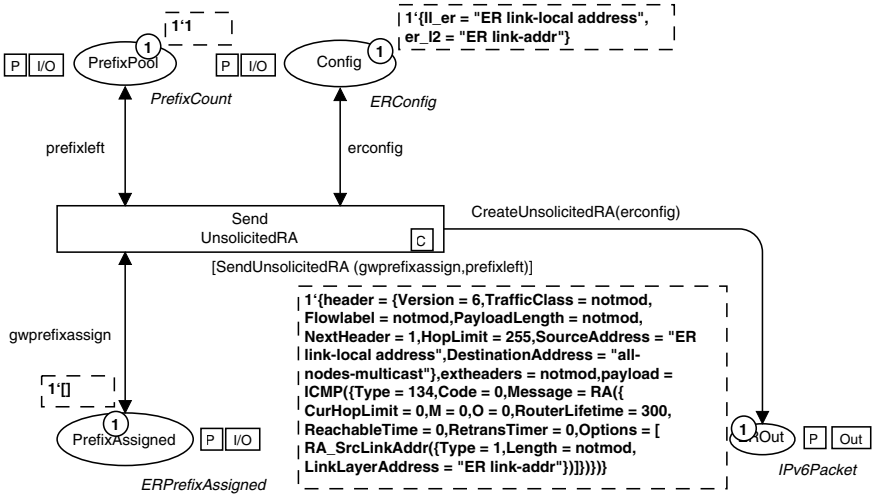 1
1‘1
P
I/O
PrefixPool
PrefixCount
1
1‘{ll_er = "ER link-local address",
er_l2 = "ER link-addr"}
P
I/O
Config
ERConfig
prefixleft
erconfig
Send
UnsolicitedRA
C
CreateUnsolicitedRA(erconfig)
[SendUnsolicitedRA (gwprefixassign,prefixleft)]
gwprefixassign
1‘{header = {Version = 6,TrafficClass = notmod,
Flowlabel = notmod,PayloadLength = notmod,
NextHeader = 1,HopLimit = 255,SourceAddress = "ER
link-local address",DestinationAddress = "all-
nodes-multicast"},extheaders = notmod,payload =
ICMP({Type = 134,Code = 0,Message = RA({
CurHopLimit = 0,M = 0,O = 0,RouterLifetime = 300,
ReachableTime = 0,RetransTimer = 0,Options = [
RA_SrcLinkAddr({Type = 1,Length = notmod,
LinkLayerAddress = "ER link-addr"})]})})}
1‘[]
1
PrefixAssigned
P
I/O
ERPrefixAssigned
1
EROut
P
Out
IPv6Packet